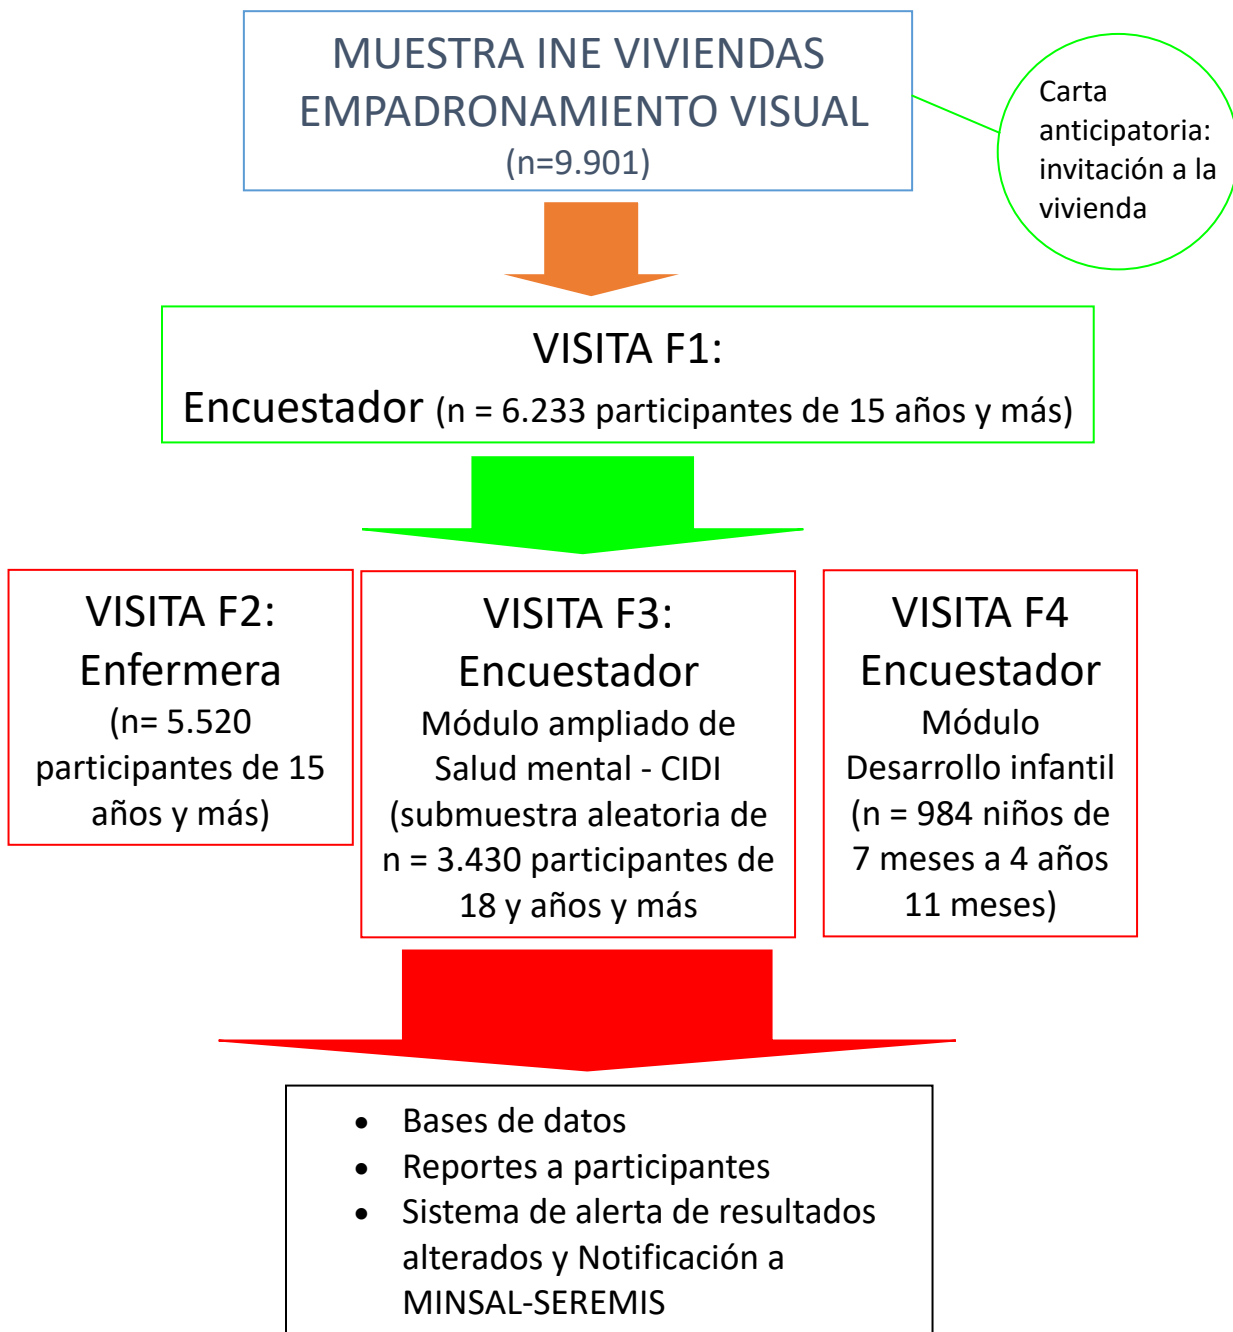 MUESTRA INE VIVIENDAS
EMPADRONAMIENTO VISUAL
(n=9.901)
Carta
anticipatoria:
invitación a la
vivienda
VISITA F1:
Encuestador (n = 6.233 participantes de 15 años y más)
VISITA F2:
Enfermera
(n= 5.520
participantes de 15
años y más)
VISITA F3:
Encuestador
Módulo ampliado de
Salud mental - CIDI
(submuestra aleatoria de
n = 3.430 participantes de
18 y años y más
VISITA F4
Encuestador
Módulo
Desarrollo infantil
(n = 984 niños de
7 meses a 4 años
11 meses)
• Bases de datos
• Reportes a participantes
• Sistema de alerta de resultados
alterados y Notificación a
MINSAL-SEREMIS